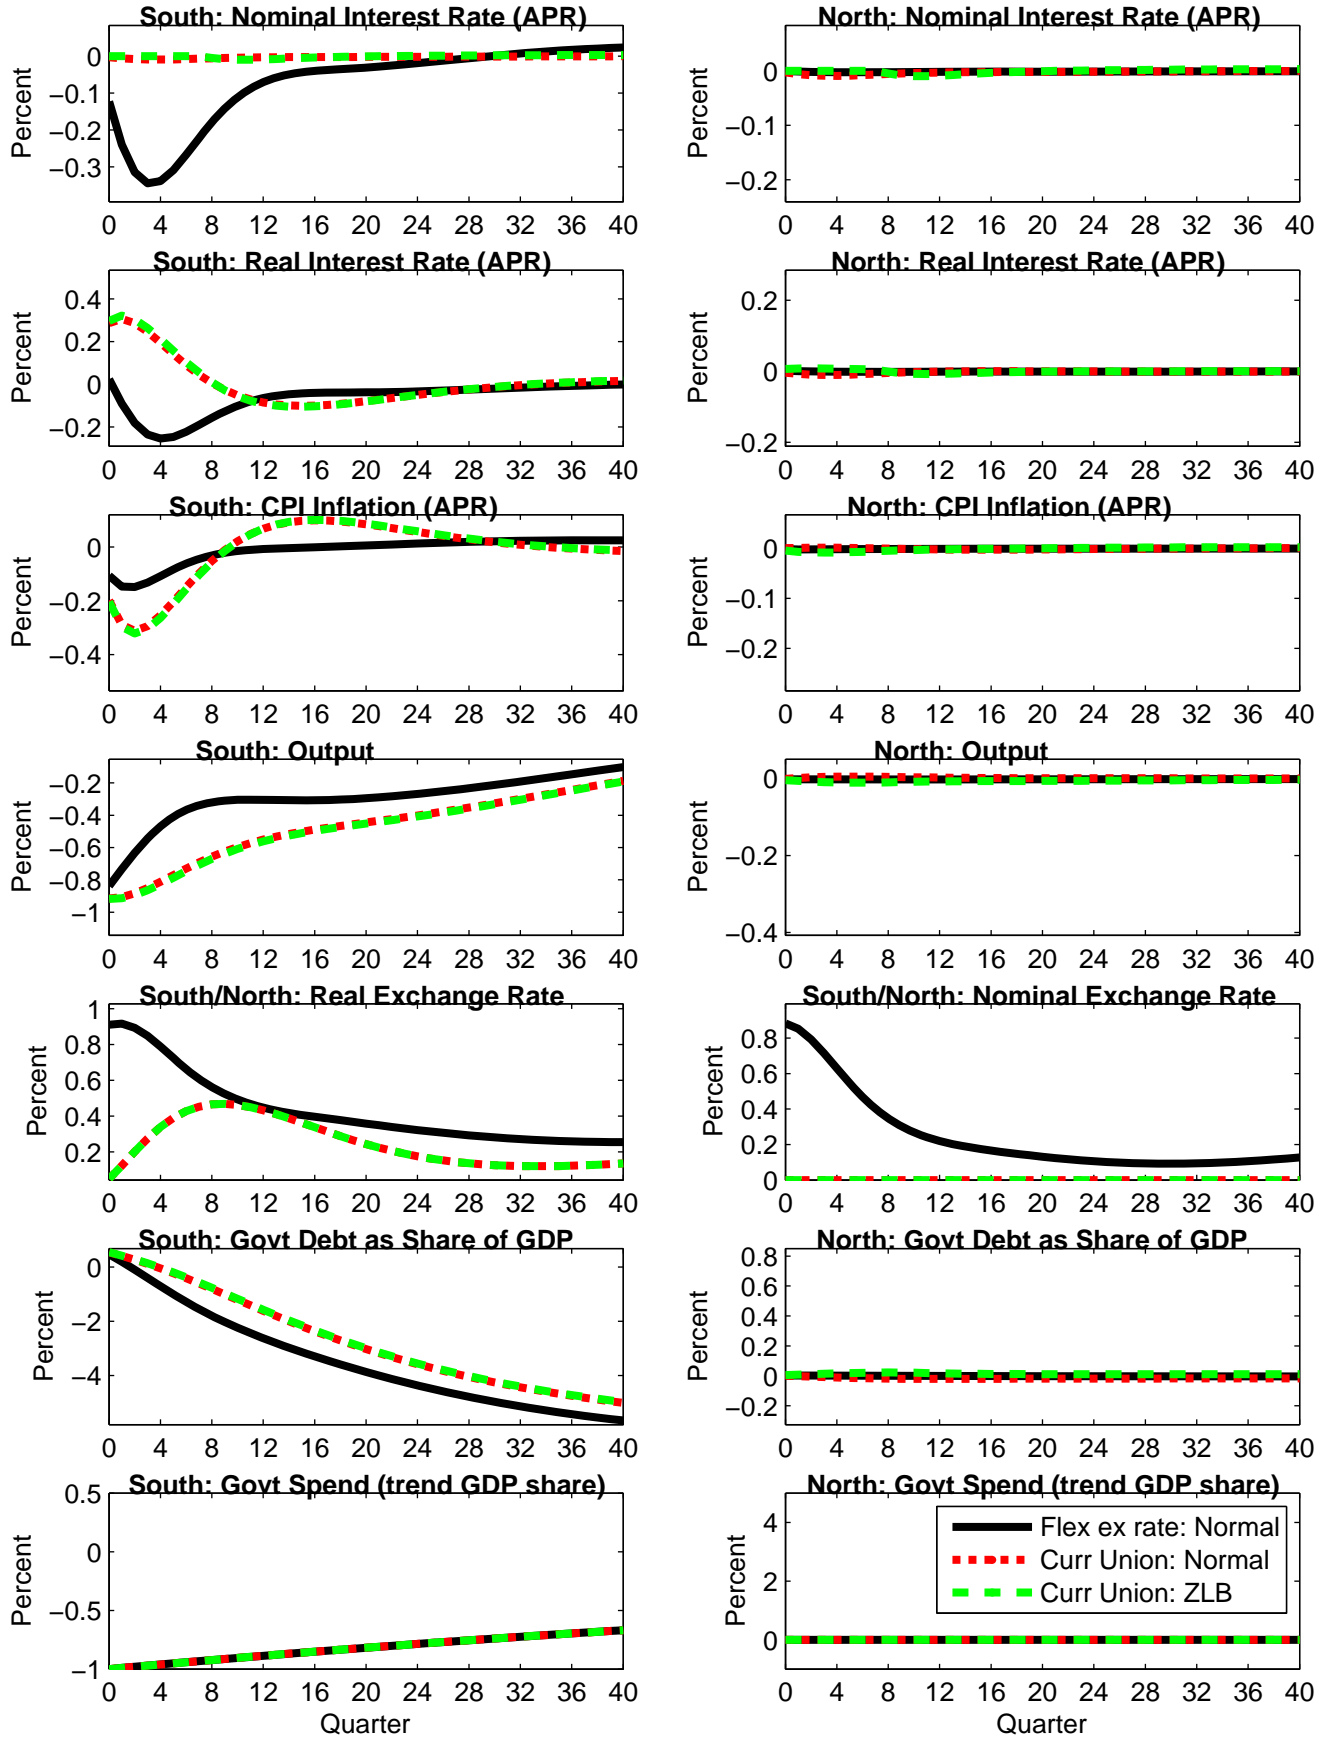 South: Nominal Interest Rate (APR)
Percent
0
−0.1
−0.2
−0.3
0 4 8 12 16 20 24 28 32 36 40
North: Nominal Interest Rate (APR)
Percent
0
−0.1
−0.2
0 4 8 12 16 20 24 28 32 36 40
South: Real Interest Rate (APR)
Percent
0.4
0.2
0
−0.2
0 4 8 12 16 20 24 28 32 36 40
North: Real Interest Rate (APR)
Percent
0.2
0
−0.2
0 4 8 12 16 20 24 28 32 36 40
South: CPI Inflation (APR)
Percent
0
−0.2
−0.4
0 4 8 12 16 20 24 28 32 36 40
North: CPI Inflation (APR)
Percent
0
−0.1
−0.2
0 4 8 12 16 20 24 28 32 36 40
South: Output
Percent
−0.2
−0.4
−0.6
−0.8
−1
0 4 8 12 16 20 24 28 32 36 40
North: Output
Percent
0
−0.2
−0.4
0 4 8 12 16 20 24 28 32 36 40
South/North: Real Exchange Rate
Percent
1
0.8
0.6
0.4
0.2
0 4 8 12 16 20 24 28 32 36 40
South/North: Nominal Exchange Rate
Percent
0.8
0.6
0.4
0.2
0
0 4 8 12 16 20 24 28 32 36 40
South: Govt Debt as Share of GDP
Percent
0
−2
−4
0 4 8 12 16 20 24 28 32 36 40
North: Govt Debt as Share of GDP
Percent
0.8
0.6
0.4
0.2
0
−0.2
0 4 8 12 16 20 24 28 32 36 40
South: Govt Spend (trend GDP share)
Percent
0.5
0
−0.5
−1
0 4 8 12 16 20 24 28 32 36 40
Quarter
North: Govt Spend (trend GDP share)
Percent
4
2
0
Flex ex rate: Normal
Curr Union: Normal
Curr Union: ZLB
0 4 8 12 16 20 24 28 32 36 40
Quarter